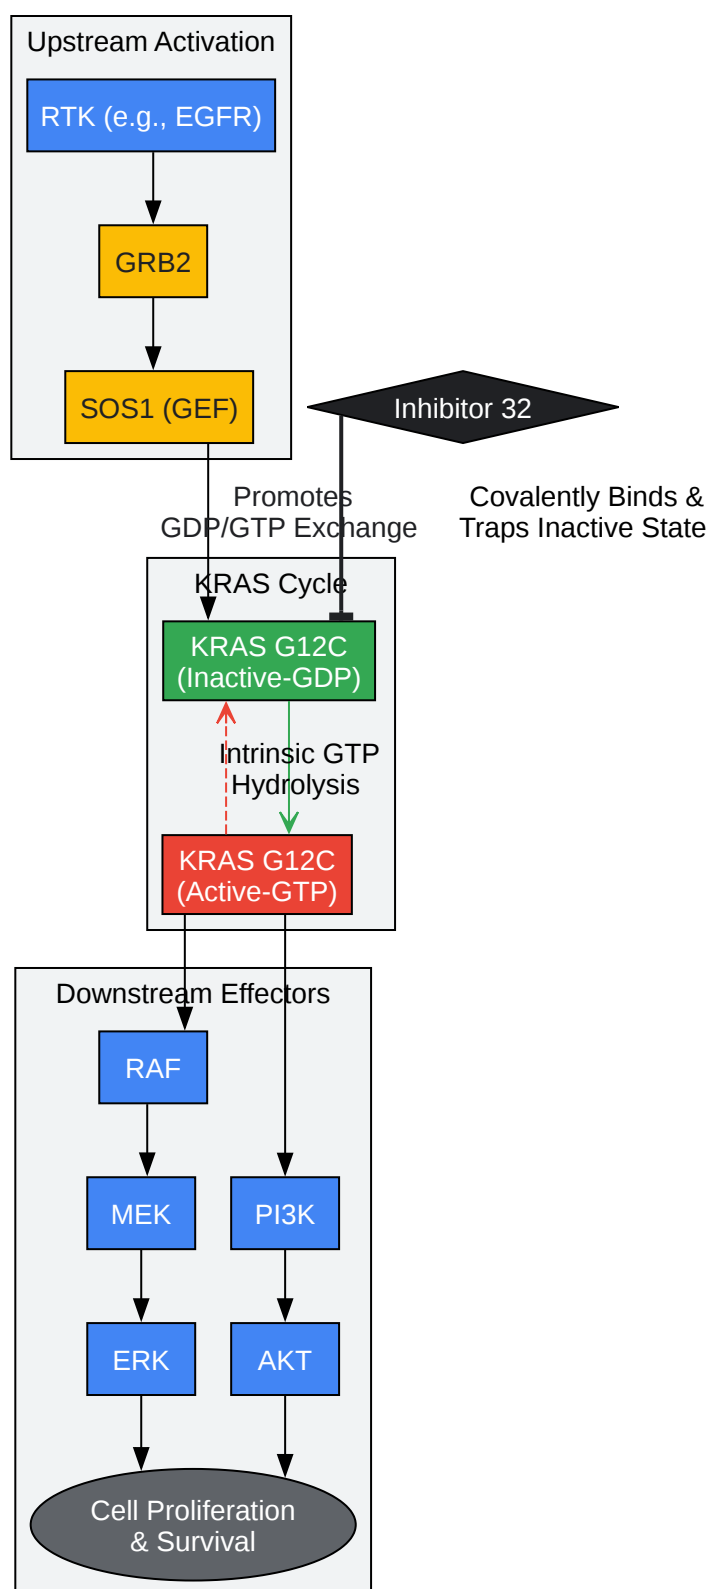 Upstream Activation
RTK (e.g., EGFR)
GRB2
SOS1 (GEF)
Inhibitor 32
Promotes
GDP/GTP Exchange
Covalently Binds &
Traps Inactive State
KRAS Cycle
KRAS G12C
(Inactive-GDP)
Intrinsic GTP
Hydrolysis
KRAS G12C
(Active-GTP)
Downstream Effectors
RAF
MEK
PI3K
ERK
AKT
Cell Proliferation
& Survival